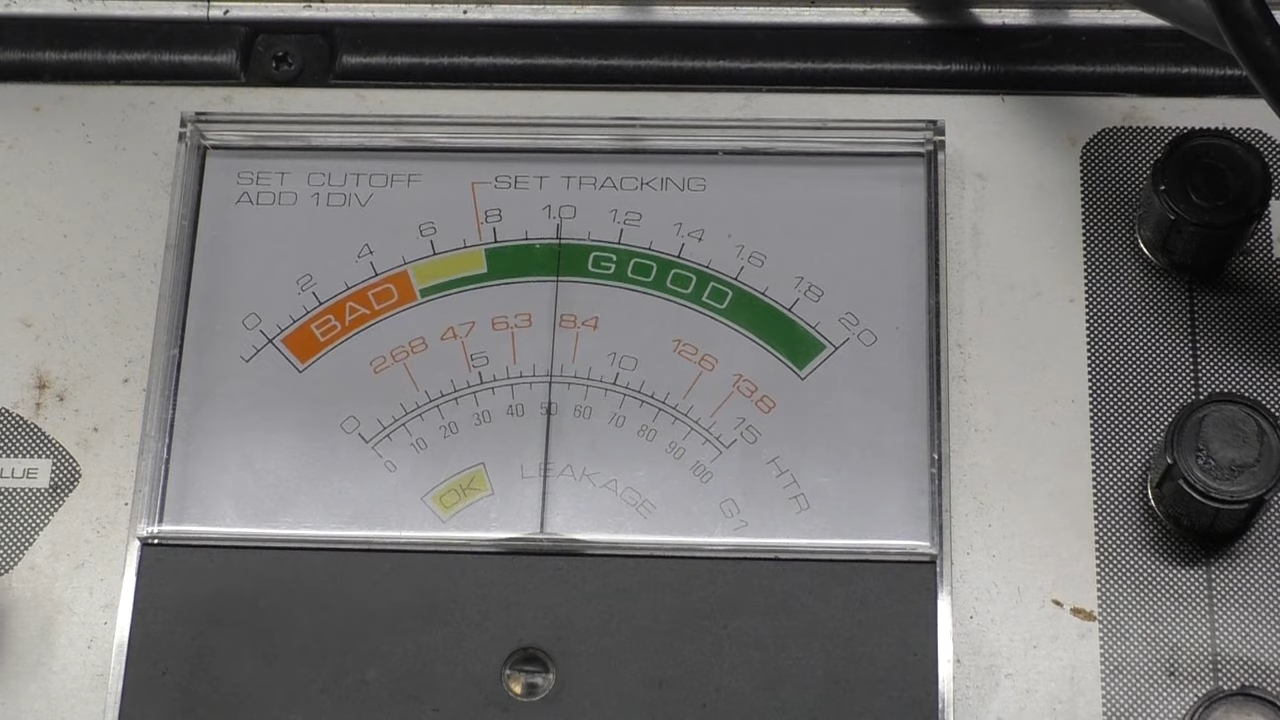 SET CUTOFF
ADD 1 DIV
SET TRACKING
0 .2 .4 .6 .8 1.0 1.2 1.4 1.6 1.8 2.0
BAD GOOD
2.68 4.7 6.3 8.4 12.6 13.8
0 5 10 15 HTR
0 10 20 30 40 50 60 70 80 90 100 G1
OK LEAKAGE
LUE